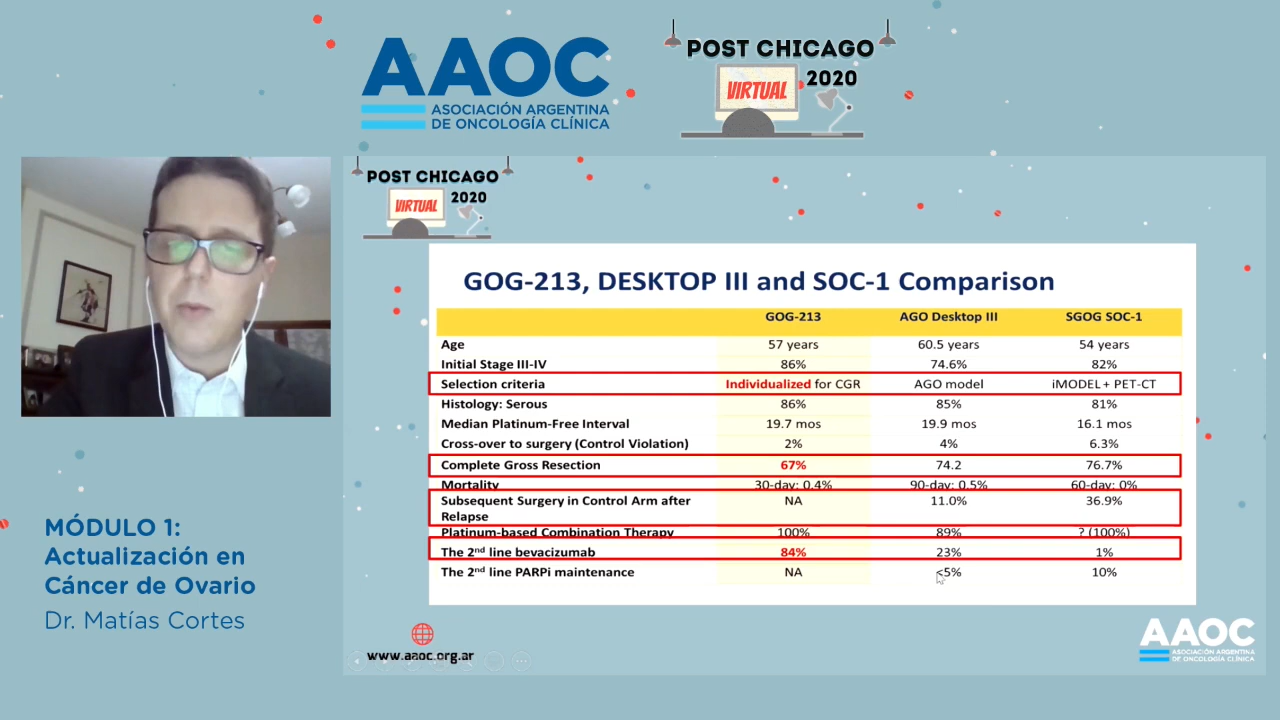 AAOC
ASOCIACIÓN ARGENTINA
DE ONCOLOGÍA CLÍNICA
POST CHICAGO
2020
VIRTUAL
POST CHICAGO
2020
VIRTUAL
GOG-213, DESKTOP III and SOC-1 Comparison
GOG-213 AGO Desktop III SGOG SOC-1
Age 57 years 60.5 years 54 years
Initial Stage III-IV 86% 74.6% 82%
Selection criteria Individualized for CGR AGO model iMODEL + PET-CT
Histology: Serous 86% 85% 81%
Median Platinum-Free Interval 19.7 mos 19.9 mos 16.1 mos
Cross-over to surgery (Control Violation) 2% 4% 6.3%
Complete Gross Resection 67% 74.2 76.7%
Mortality 30-day: 0.4% 90-day: 0.5% 60-day: 0%
Subsequent Surgery in Control Arm after NA 11.0% 36.9%
Relapse
Platinum-based Combination Therapy 100% 89% ? (100%)
The 2nd line bevacizumab 84% 23% 1%
The 2nd line PARPi maintenance NA <5% 10%
MÓDULO 1:
Actualización en
Cáncer de Ovario
Dr. Matías Cortes
www.aaoc.org.ar
AAOC
ASOCIACIÓN ARGENTINA
DE ONCOLOGÍA CLÍNICA